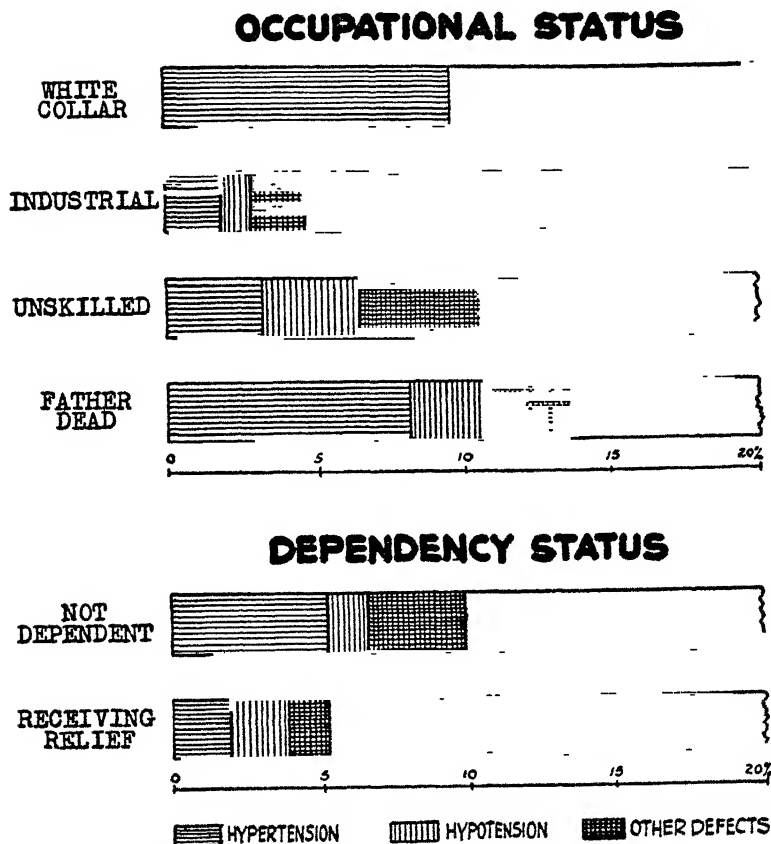 OCCUPATIONAL STATUS
WHITE
COLLAR
INDUSTRIAL
UNSKILLED
FATHER
DEAD
0 5 10 15 20%
DEPENDENCY STATUS
NOT
DEPENDENT
RECEIVING
RELIEF
0 5 10 15 20%
HYPERTENSION HYPOTENSION OTHER DEFECTS